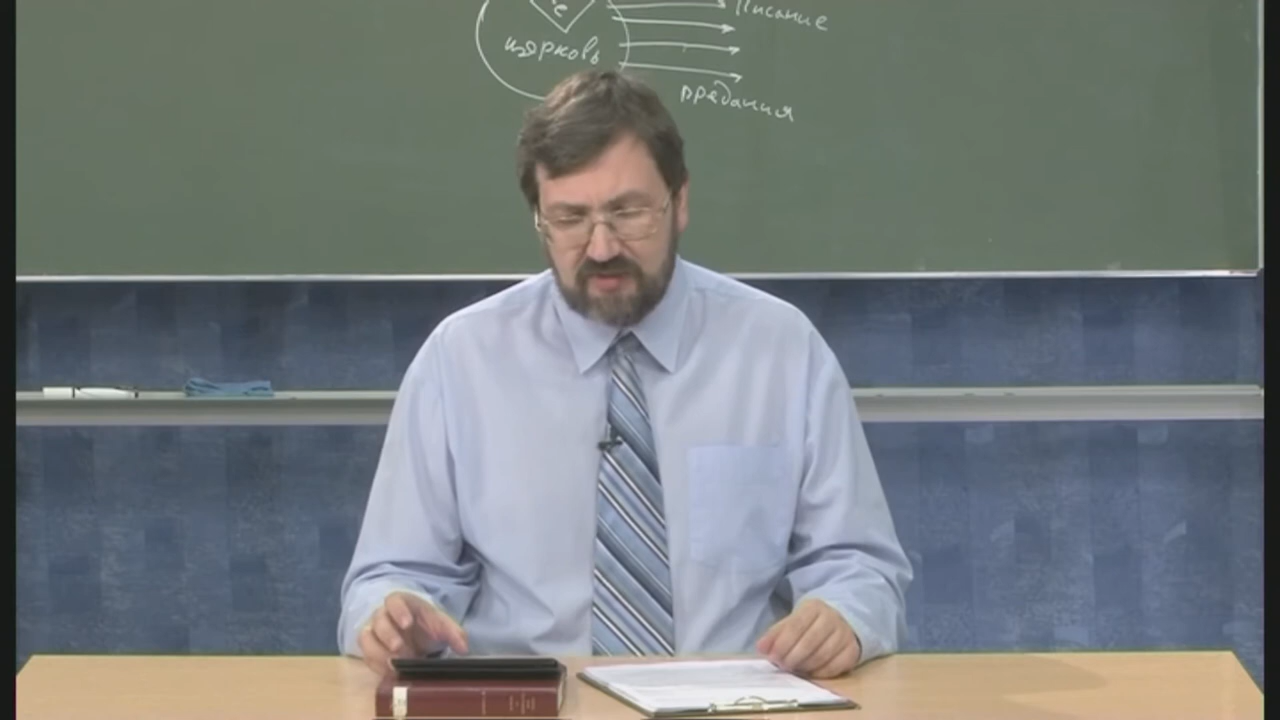 Писание
церковь
предания